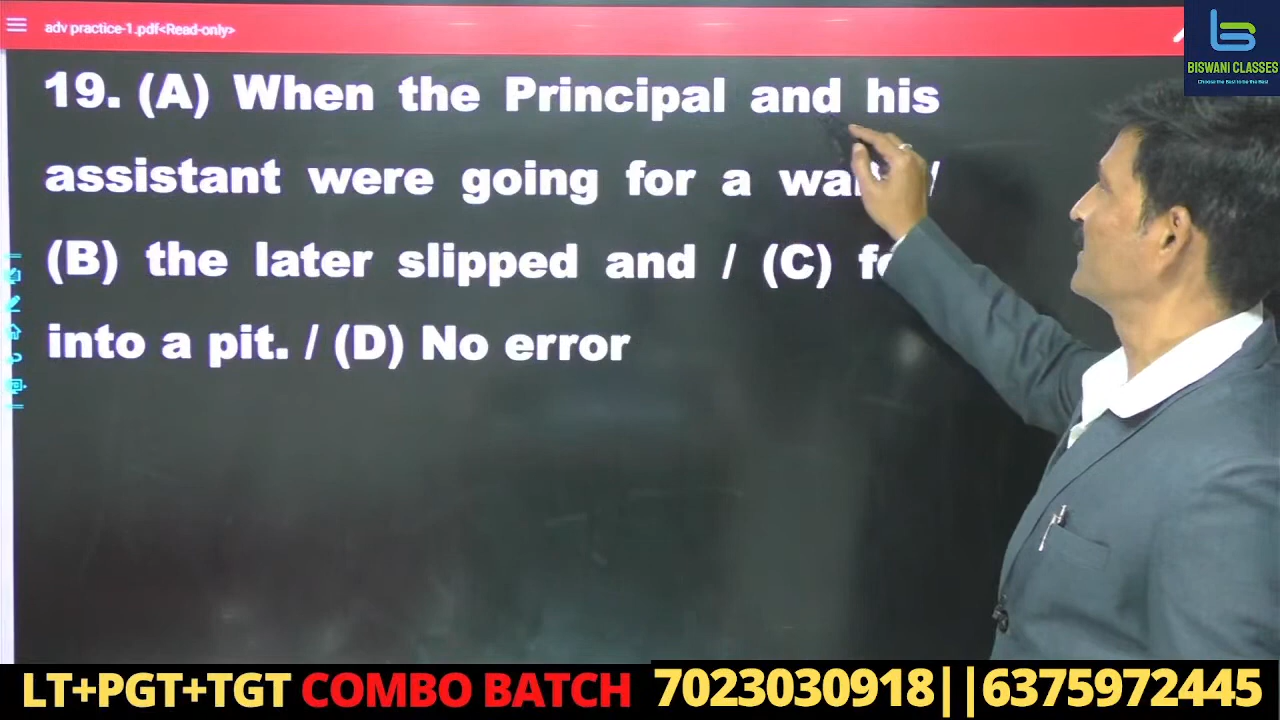 adv practice-1.pdf<Read-only>
BISWANI CLASSES
19. (A) When the Principal and his
assistant were going for a /
(B) the later slipped and / (C)
into a pit. / (D) No error
LT+PGT+TGT COMBO BATCH 7023030918||6375972445